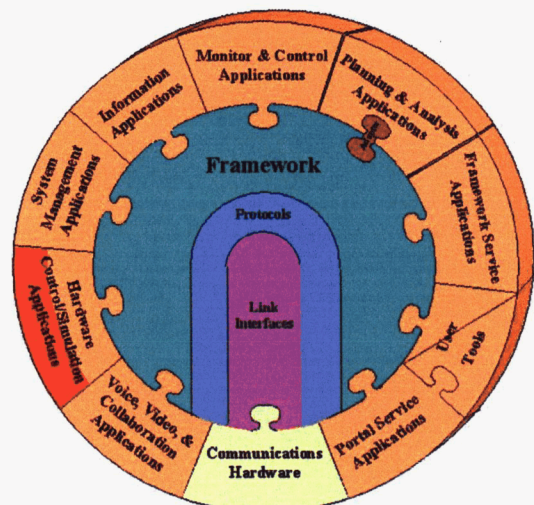 Monitor & Control
Applications
Planning & Analysis
Applications
Framework Service
Applications
User
Tools
Portal Service
Applications
Communications
Hardware
Voice, Video, &
Collaboration
Applications
Hardware
Control/Simulation
Applications
System
Management
Applications
Information
Applications
Framework
Protocols
Link
Interfaces